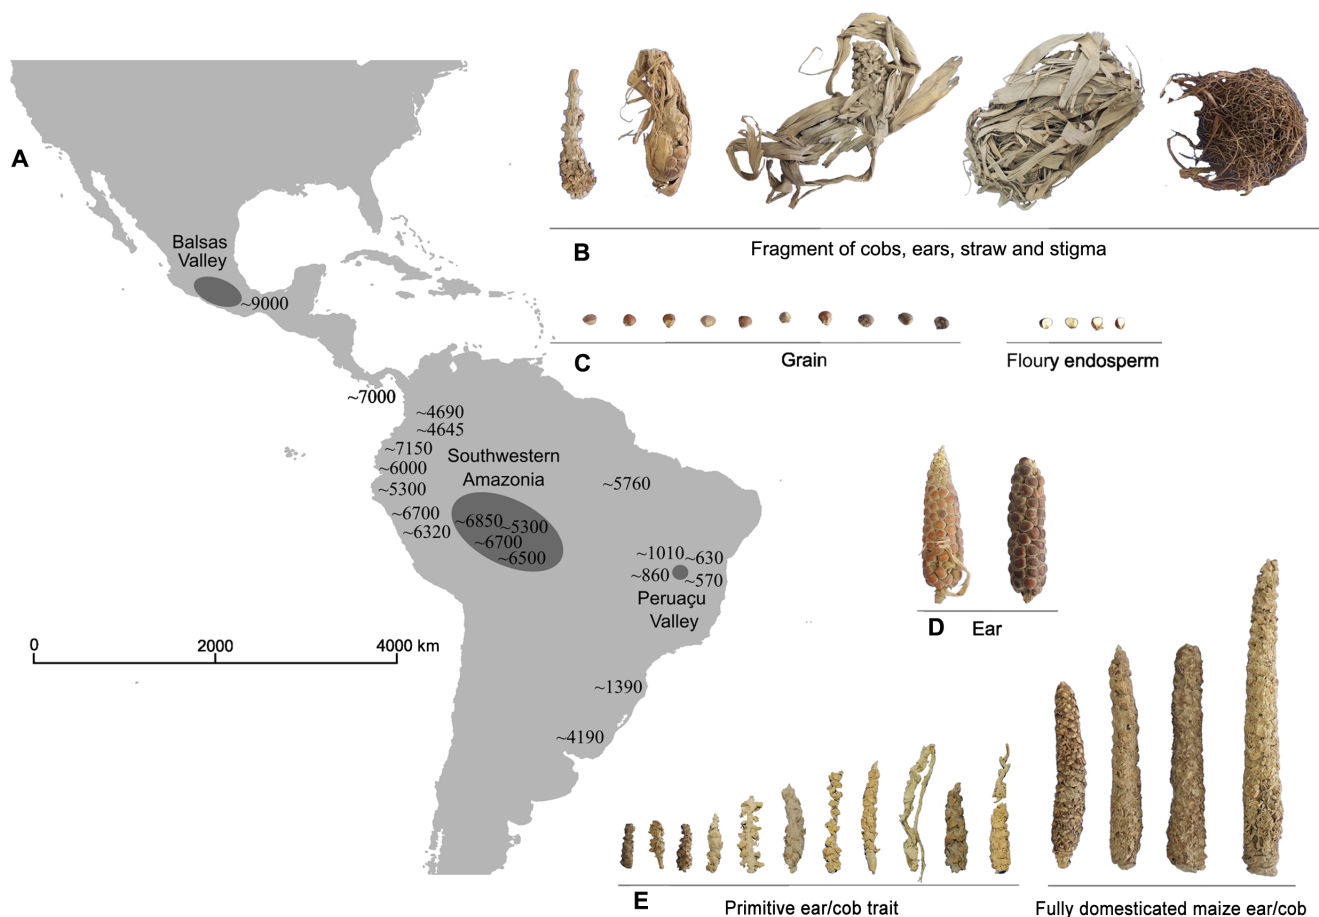 A
Balsas
Valley
~9000
~7000
~4690
~4645
~7150
~6000
~5300
~6700
~6320
Southwestern
Amazonia
~6850
~5300
~6700
~6500
~5760
~1010
~630
~860
~570
Peruaçu
Valley
~1390
~4190
0
2000
4000 km
B
Fragment of cobs, ears, straw and stigma
C
Grain
Floury endosperm
D
Ear
E
Primitive ear/cob trait
Fully domesticated maize ear/cob